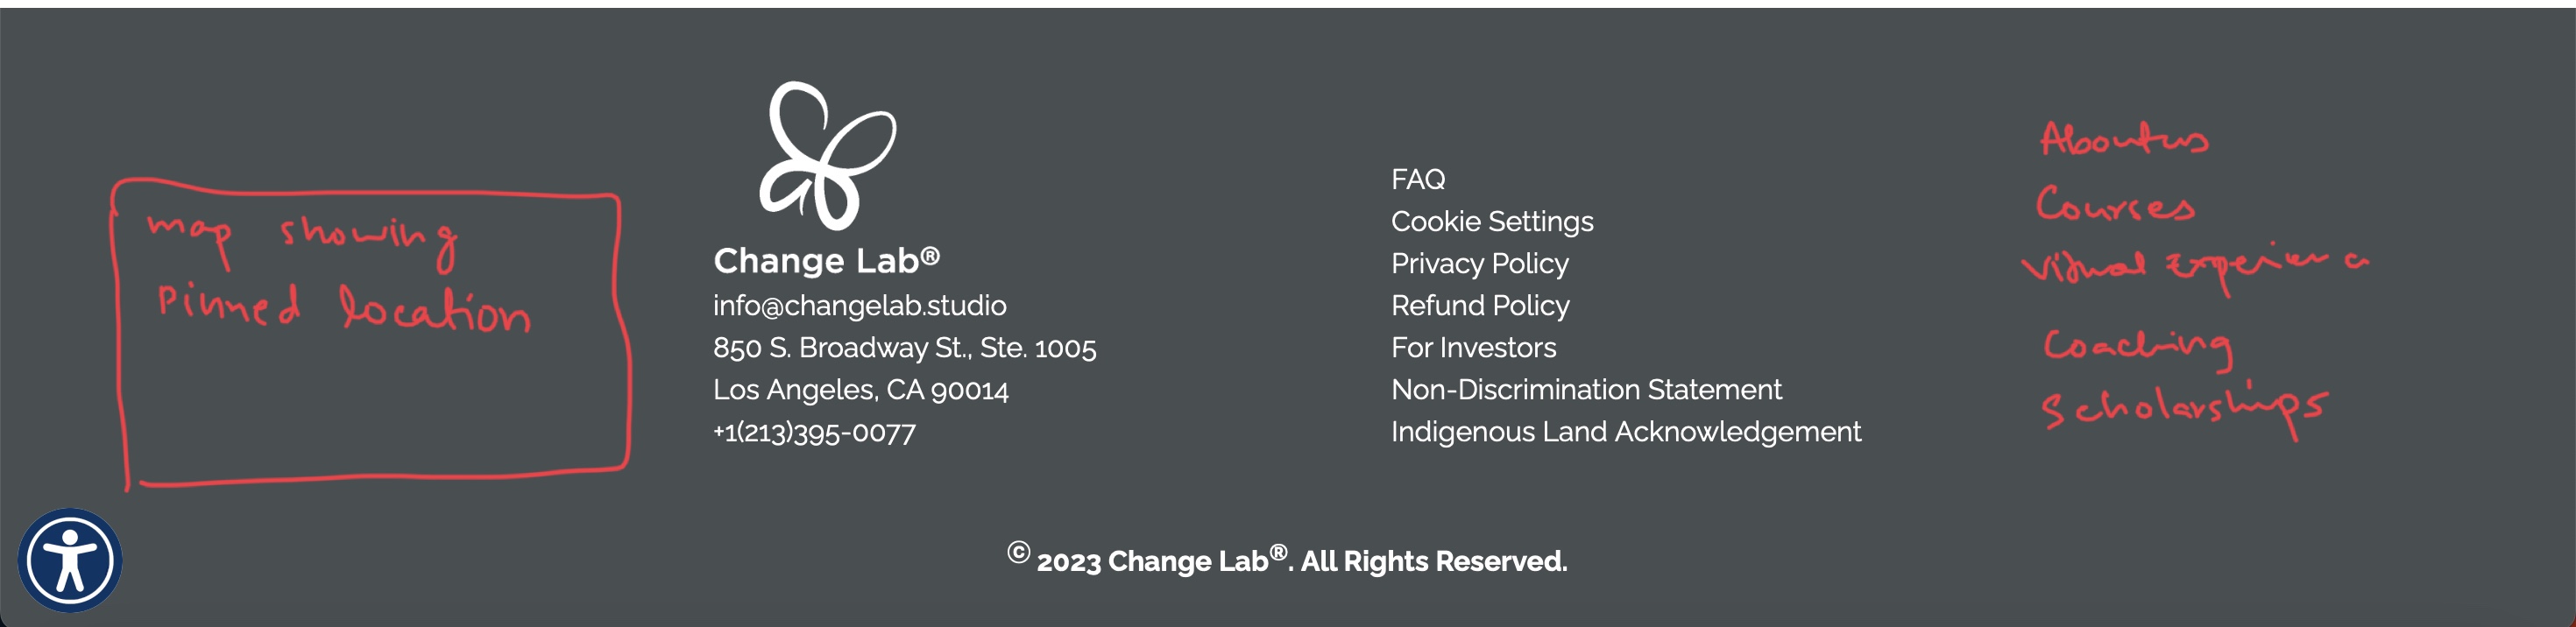 map showing
Pinned location
Change Lab®
info@changelab.studio
850 S. Broadway St., Ste. 1005
Los Angeles, CA 90014
+1(213)395-0077
FAQ
Cookie Settings
Privacy Policy
Refund Policy
For Investors
Non-Discrimination Statement
Indigenous Land Acknowledgement
About us
Courses
Coaching
Scholarships
© 2023 Change Lab®. All Rights Reserved.